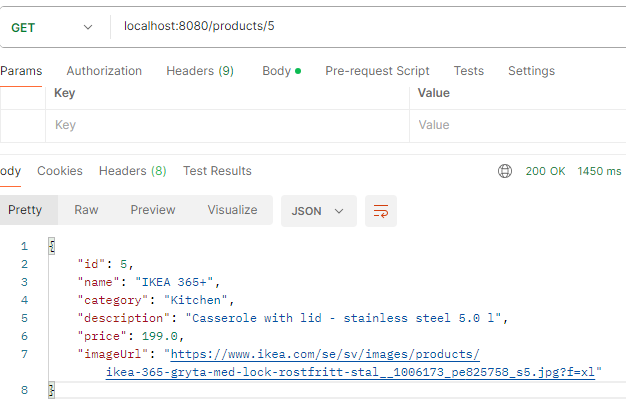 GET localhost:8080/products/5
Params Authorization Headers (9) Body Pre-request Script Tests Settings
Key Value
Key Value
ody Cookies Headers (8) Test Results 200 OK 1450 ms
Pretty Raw Preview Visualize JSON
1 {
2 "id": 5,
3 "name": "IKEA 365+",
4 "category": "Kitchen",
5 "description": "Casserole with lid - stainless steel 5.0 l",
6 "price": 199.0,
7 "imageUrl": "https://www.ikea.com/se/sv/images/products/
ikea-365-gryta-med-lock-rostfritt-stal__1006173_pe825758_s5.jpg?f=xl"
8 }